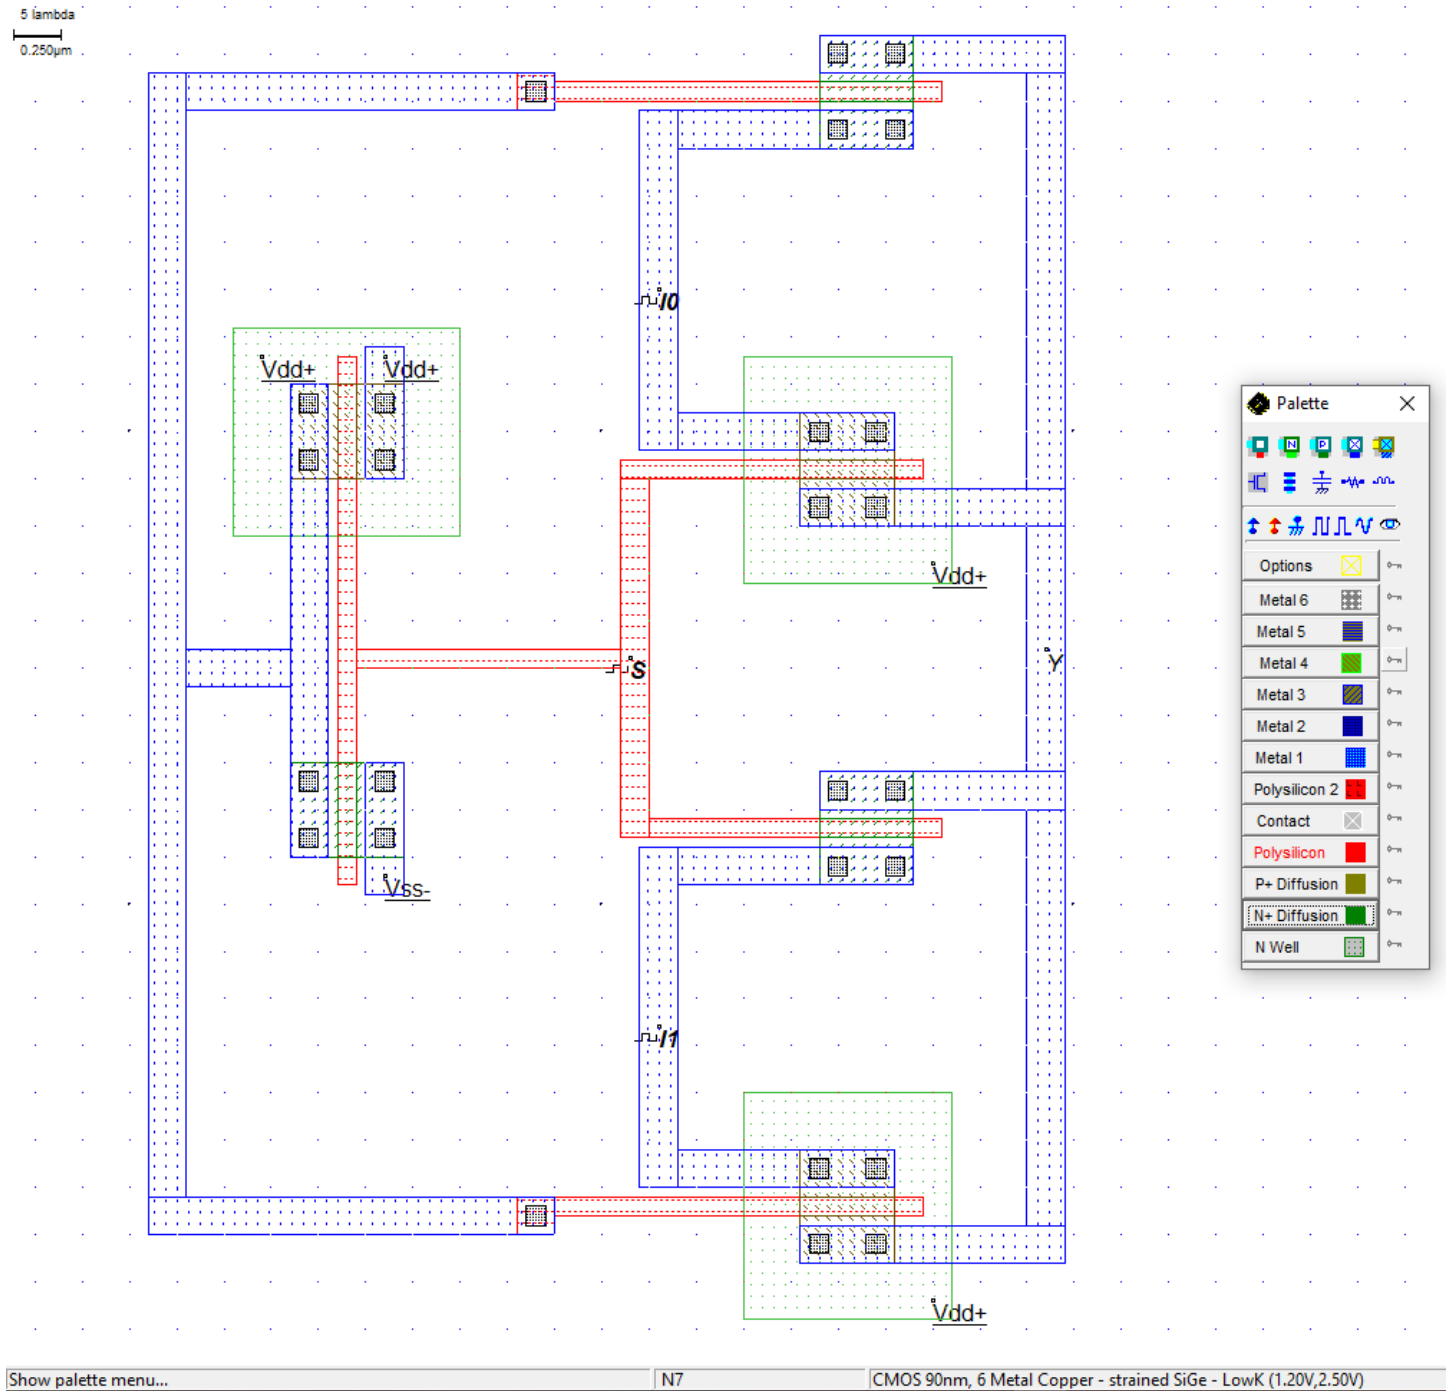 5 lambda
0.250µm
I0
Vdd+
Vdd+
Palette
Options
Vdd+
Metal 6
Metal 5
S
Y
Metal 4
Metal 3
Metal 2
Metal 1
Polysilicon 2
Contact
Polysilicon
Vss-
P+ Diffusion
N+ Diffusion
N Well
I1
Vdd+
Show palette menu...
N7
CMOS 90nm, 6 Metal Copper - strained SiGe - LowK (1.20V,2.50V)